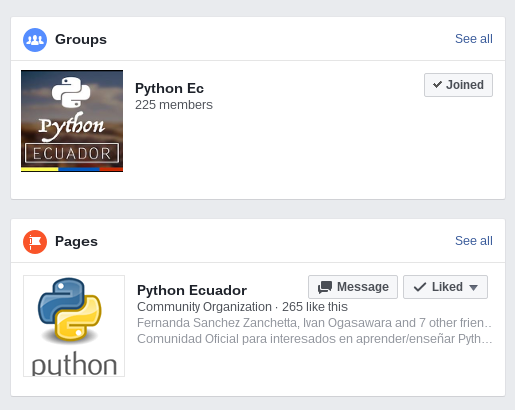 Groups
See all
Python
ECUADOR
Python Ec
225 members
Joined
Pages
See all
python
Python Ecuador
Message
Liked
Community Organization · 265 like this
Fernanda Sanchez Zanchetta, Ivan Ogasawara and 7 other frien...
Comunidad Oficial para interesados en aprender/enseñar Pyth...